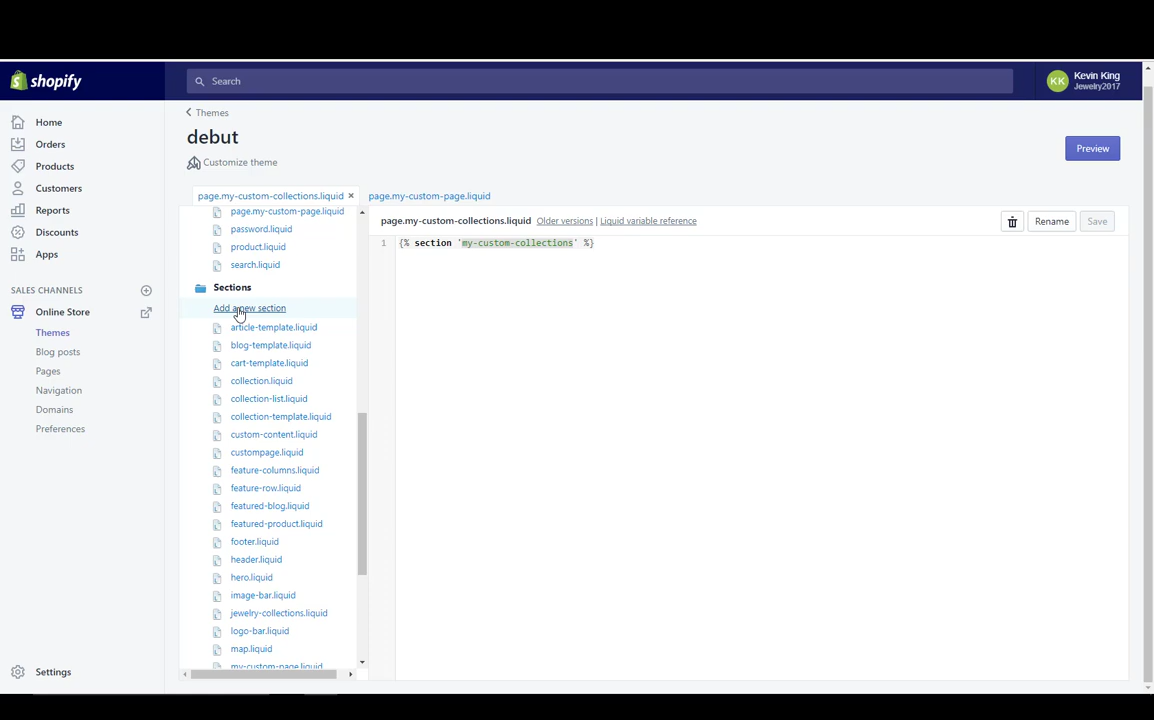 shopify
Search
KK
Kevin King
Jewelry2017
Home
Orders
Products
Customers
Reports
Discounts
Apps
SALES CHANNELS
Online Store
Themes
Blog posts
Pages
Navigation
Domains
Preferences
Settings
Themes
debut
Customize theme
Preview
page.my-custom-collections.liquid ×
page.my-custom-page.liquid
page.my-custom-page.liquid
password.liquid
product.liquid
search.liquid
Sections
Add a new section
article-template.liquid
blog-template.liquid
cart-template.liquid
collection.liquid
collection-list.liquid
collection-template.liquid
custom-content.liquid
custompage.liquid
feature-columns.liquid
feature-row.liquid
featured-blog.liquid
featured-product.liquid
footer.liquid
header.liquid
hero.liquid
image-bar.liquid
jewelry-collections.liquid
logo-bar.liquid
map.liquid
my-custom-page.liquid
page.my-custom-collections.liquid Older versions | Liquid variable reference
Rename
Save
1 {% section 'my-custom-collections' %}